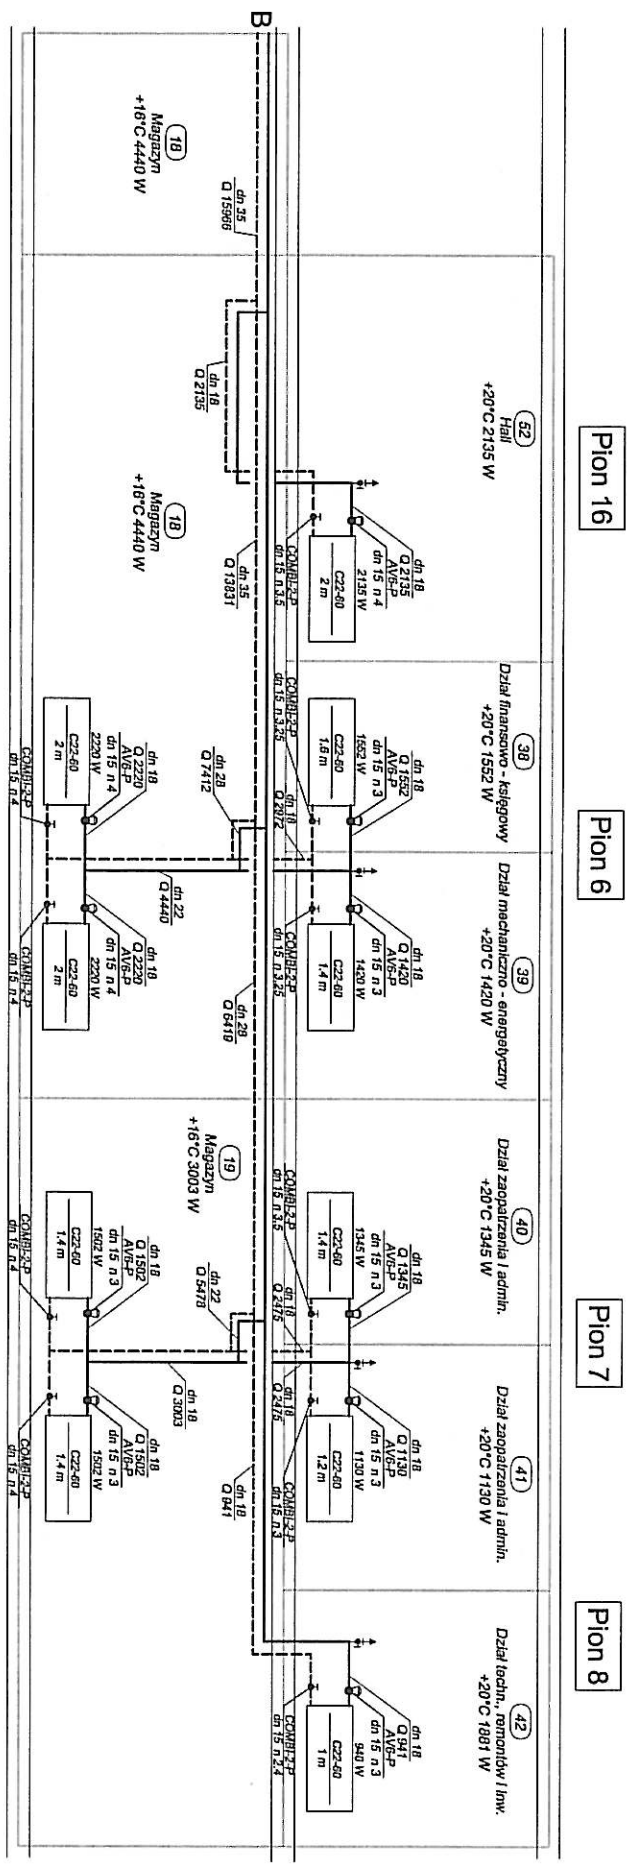 B
Pion 16
Pion 6
Pion 7
Pion 8
52
Hall
+20°C 2135 W
38
Dział finansowo - księgowy
+20°C 1552 W
39
Dział mechaniczno - energetyczny
+20°C 1420 W
40
Dział zaopatrzenia i admin.
+20°C 1345 W
41
Dział zaopatrzenia i admin.
+20°C 1130 W
42
Dział techn., remontów i inw.
+20°C 1881 W
dn 18
Q 2135
AV6-P
dn 15 n 4
2135 W
C22-60
2 m
COMBI-2-P
dn 15 n 3,5
dn 18
Q 1552
AV6-P
dn 15 n 3
1552 W
C22-60
1.6 m
COMBI-2-P
dn 15 n 3,25
dn 18
Q 1420
AV6-P
dn 15 n 3
1420 W
C22-60
1.4 m
COMBI-2-P
dn 15 n 3,25
dn 18
Q 2972
dn 18
Q 1345
AV6-P
dn 15 n 3
1345 W
C22-60
1.4 m
COMBI-2-P
dn 15 n 3,5
dn 18
Q 2475
dn 18
Q 2475
dn 18
Q 1130
AV6-P
dn 15 n 3
1130 W
C22-60
1.2 m
COMBI-2-P
dn 15 n 3
dn 18
Q 941
AV6-P
dn 15 n 3
940 W
C22-60
1 m
COMBI-2-P
dn 15 n 2,4
dn 35
Q 15966
dn 18
Q 2135
dn 35
Q 13831
dn 28
Q 7412
dn 28
Q 6419
dn 22
Q 5478
dn 18
Q 941
18
Magazyn
+16°C 4440 W
18
Magazyn
+16°C 4440 W
19
Magazyn
+16°C 3003 W
dn 22
Q 4440
dn 18
Q 3003
dn 18
Q 2220
AV6-P
dn 15 n 4
2220 W
C22-60
2 m
COMBI-2-P
dn 15 n 4
dn 18
Q 2220
AV6-P
dn 15 n 4
2220 W
C22-60
2 m
COMBI-2-P
dn 15 n 4
dn 18
Q 1502
AV6-P
dn 15 n 3
1502 W
C22-60
1.4 m
COMBI-2-P
dn 15 n 4
dn 18
Q 1502
AV6-P
dn 15 n 3
1502 W
C22-60
1.4 m
COMBI-2-P
dn 15 n 4